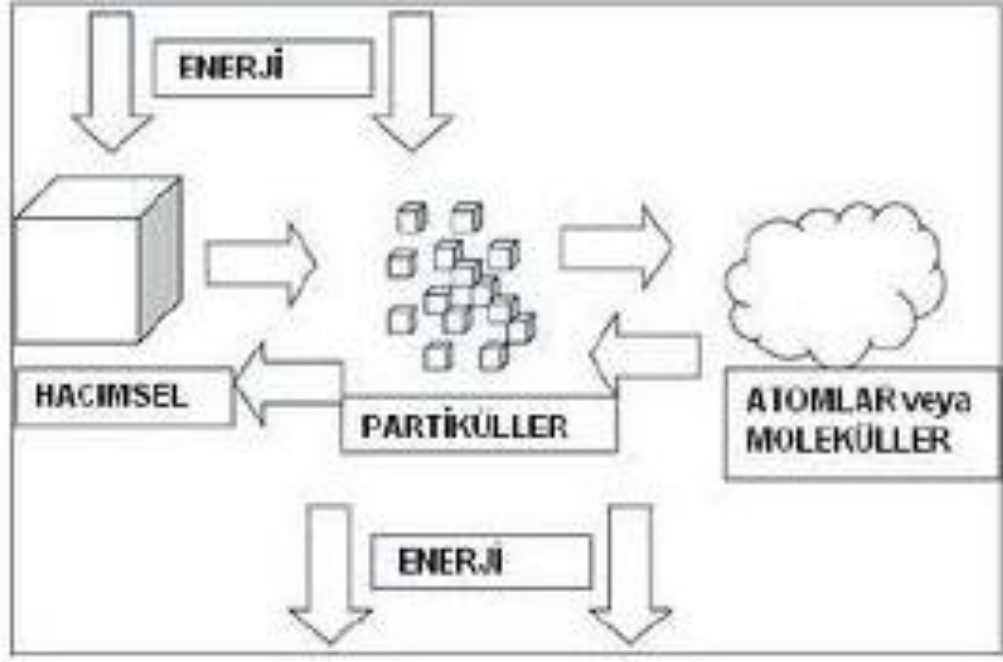 ENERJİ
HACIMSEL
PARTİKÜLLER
ATOMLAR veya
MOLEKÜLLER
ENERJİ